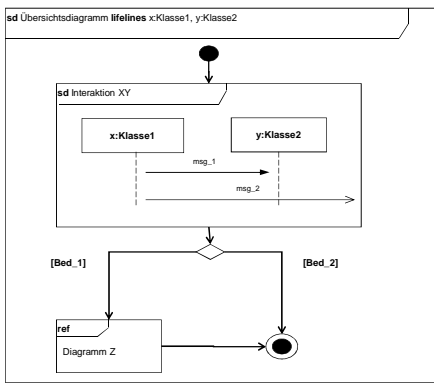 sd Übersichtsdiagramm lifelines x:Klasse1, y:Klasse2
sd Interaktion XY
x:Klasse1
y:Klasse2
msg_1
msg_2
[Bed_1]
[Bed_2]
ref
Diagramm Z